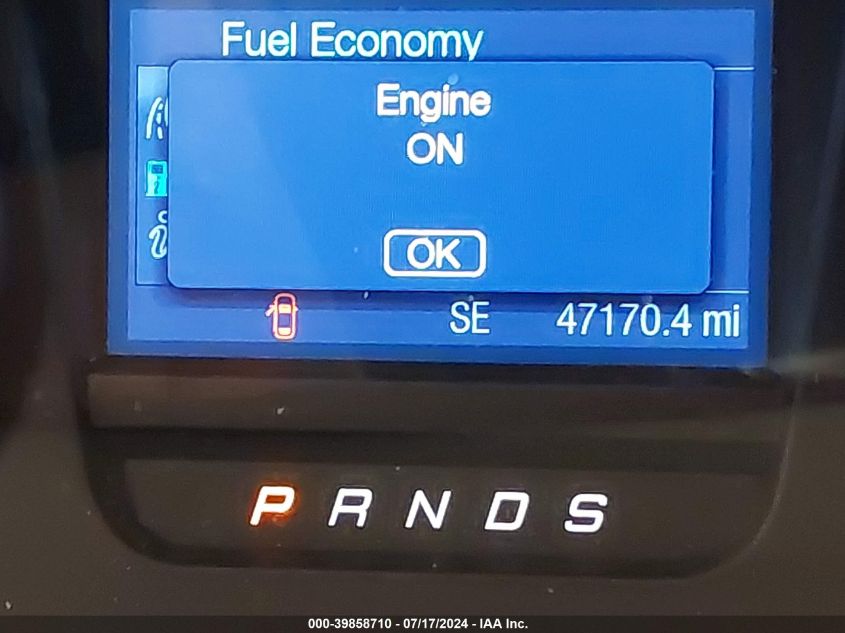 Fuel Economy
Engine
ON
OK
SE 47170.4 mi
P R N D S
000-39858710 - 07/17/2024 - IAA Inc.